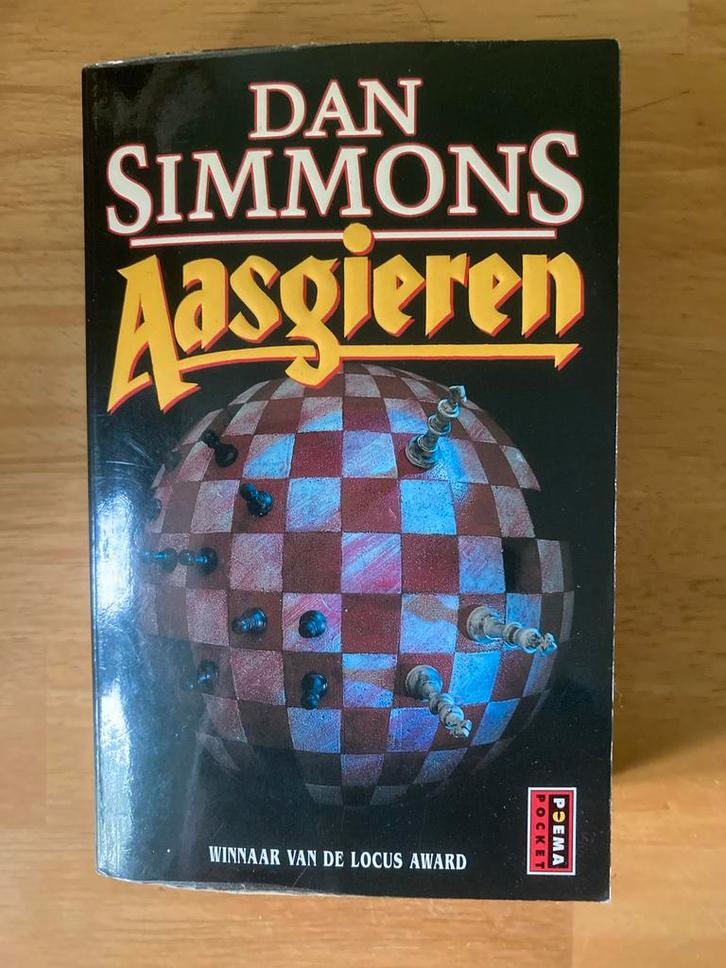 DAN
SIMMONS
Aasgieren
WINNAAR VAN DE LOCUS AWARD
POEMA
POCKET